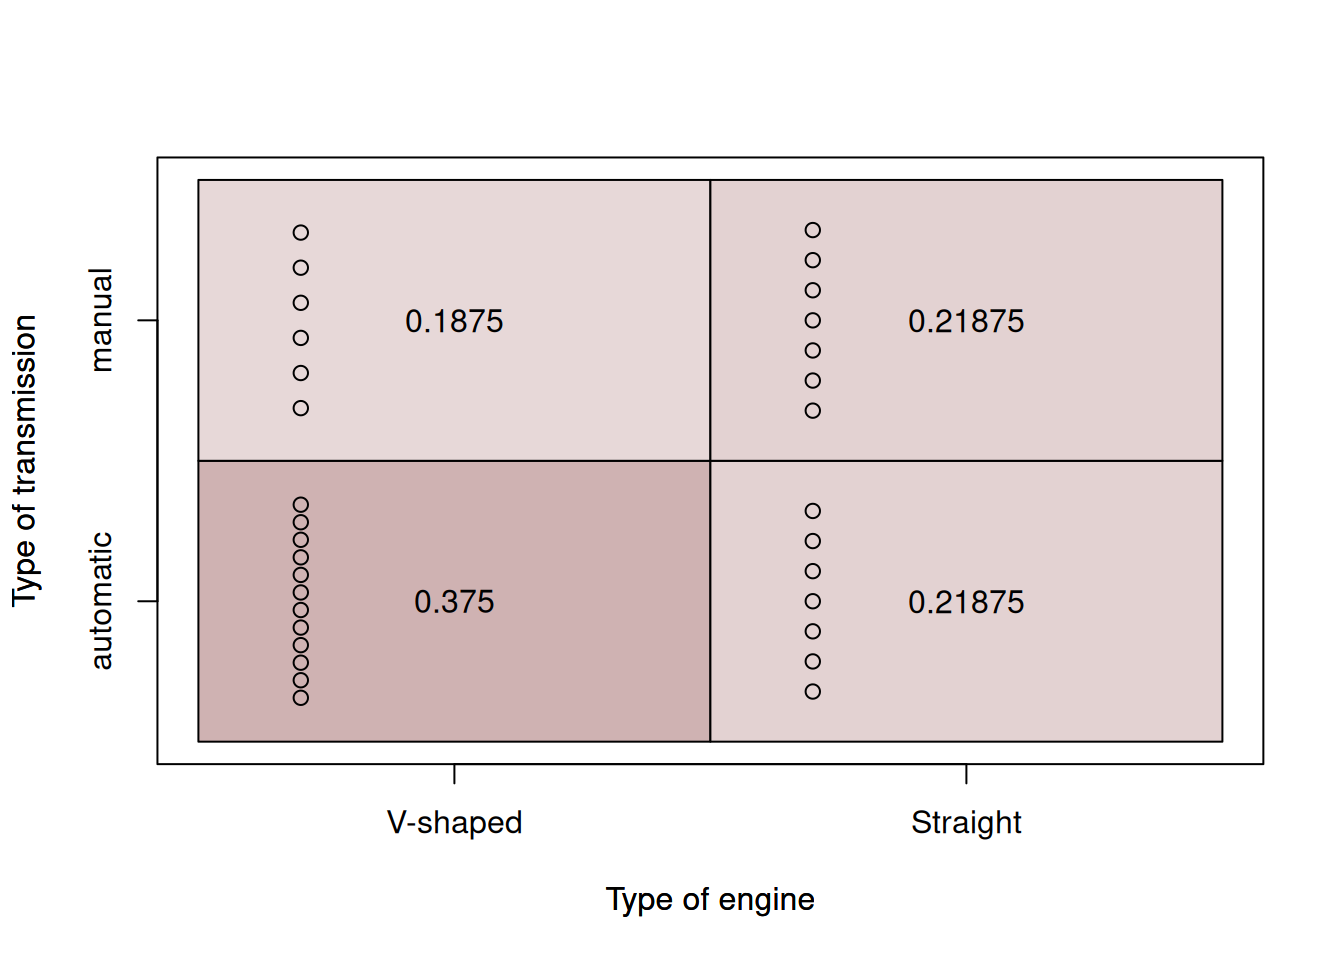 Type of transmission
manual
automatic
0.1875
0.21875
0.375
0.21875
V-shaped
Straight
Type of engine